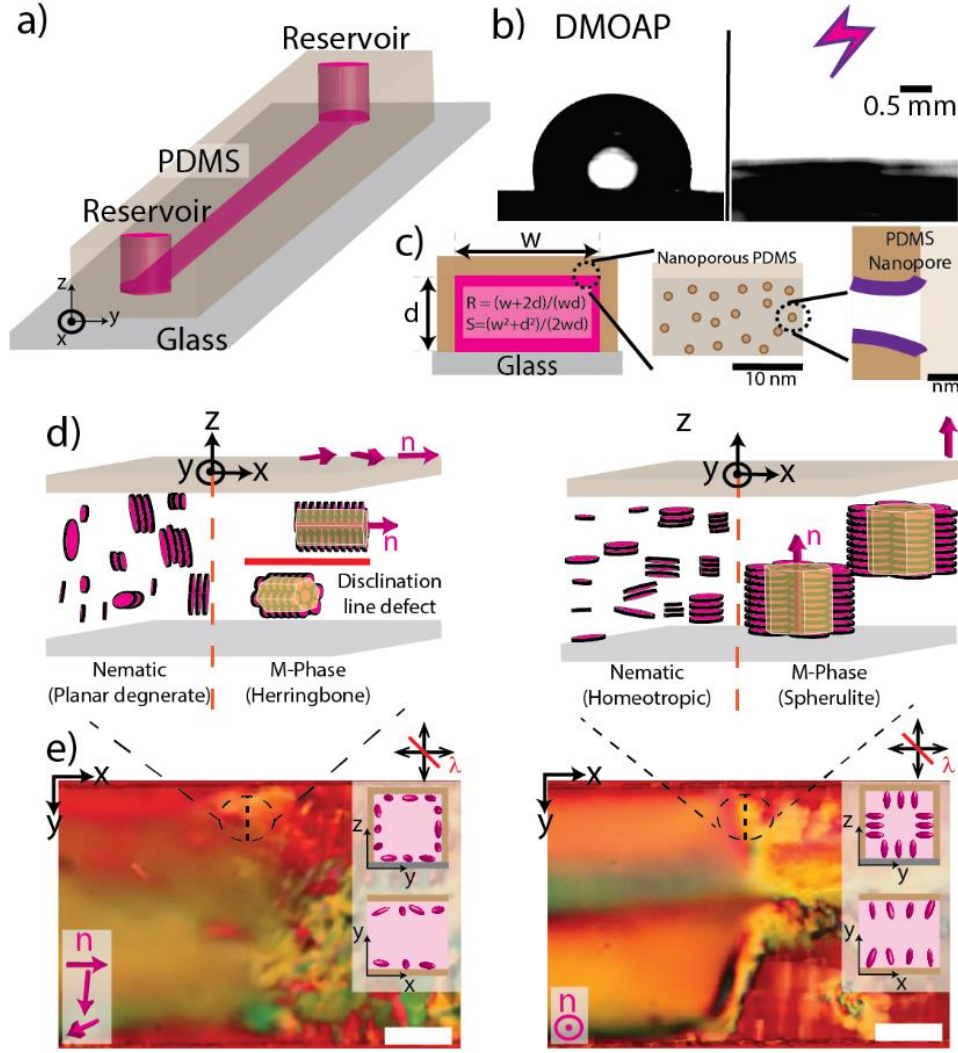 a)
Reservoir
PDMS
Reservoir
z
y
x
Glass
b) DMOAP
0.5 mm
c)
w
d
R = (w+2d)/(wd)
S=(w²+d²)/(2wd)
Glass
Nanoporous PDMS
10 nm
PDMS
Nanopore
nm
d)
z
y
x
n
n
Disclination
line defect
Nematic
(Planar degnerate)
M-Phase
(Herringbone)
z
y
x
n
Nematic
(Homeotropic)
M-Phase
(Spherulite)
e)
x
y
λ
z
y
y
x
n
x
y
λ
z
y
y
x
n